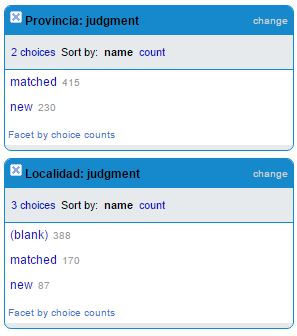 Provincia: judgment change
2 choices Sort by: name count
matched 415
new 230
Facet by choice counts
Localidad: judgment change
3 choices Sort by: name count
(blank) 388
matched 170
new 87
Facet by choice counts